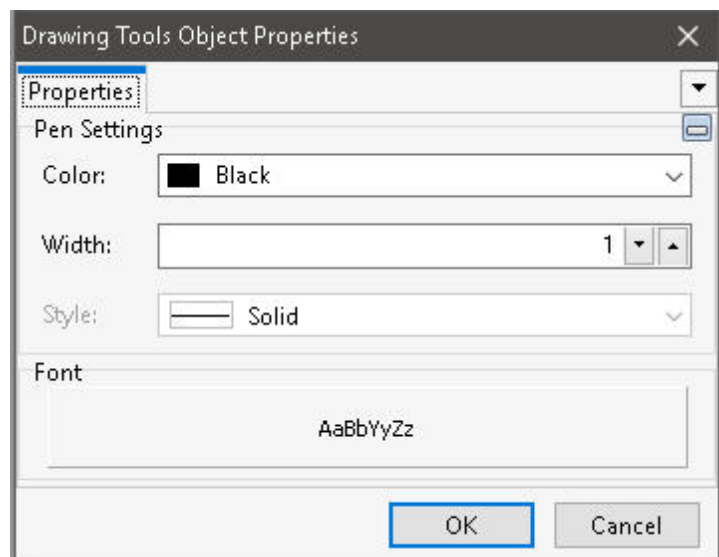 Drawing Tools Object Properties
Properties
Pen Settings
Color: Black
Width: 1
Style: Solid
Font
AaBbYyZz
OK Cancel